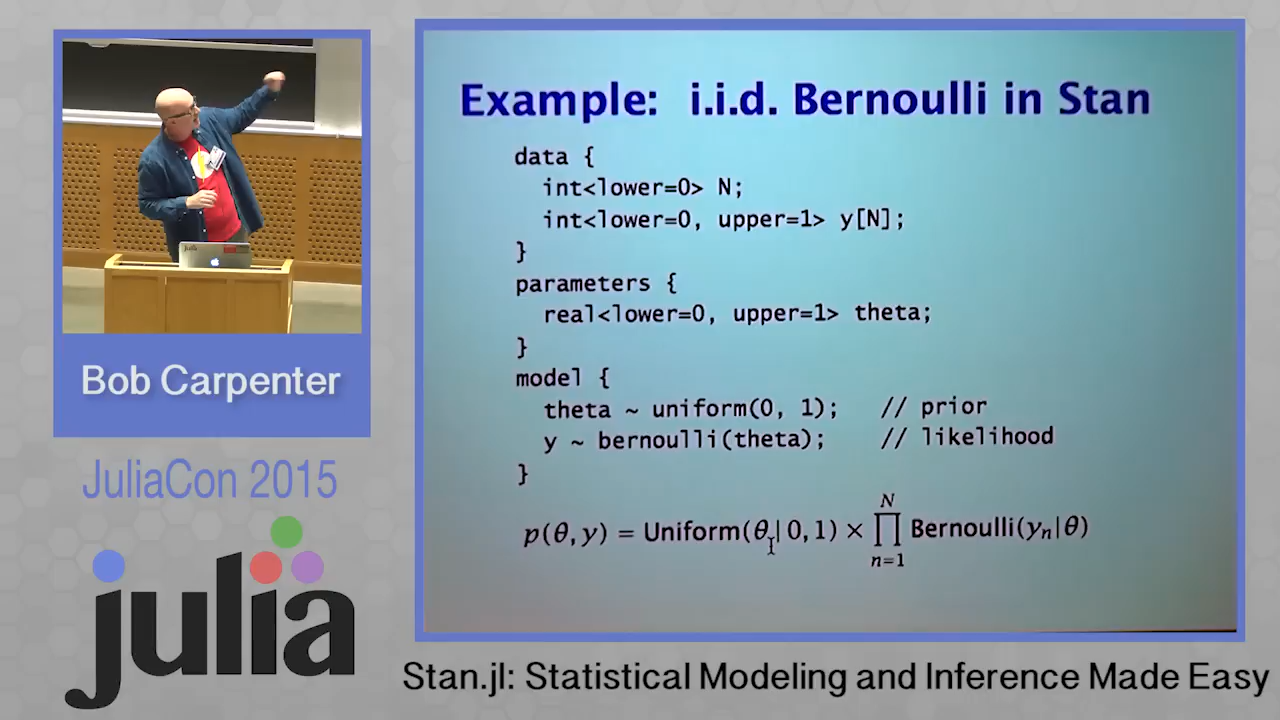 Example: i.i.d. Bernoulli in Stan
data {
int<lower=0> N;
int<lower=0, upper=1> y[N];
}
parameters {
real<lower=0, upper=1> theta;
}
model {
theta ~ uniform(0, 1); // prior
y ~ bernoulli(theta); // likelihood
}
N
p(θ, y) = Uniform(θ | 0, 1) × ∏ Bernoulli(yₙ|θ)
n=1
julia
Bob Carpenter
JuliaCon 2015
julia
Stan.jl: Statistical Modeling and Inference Made Easy